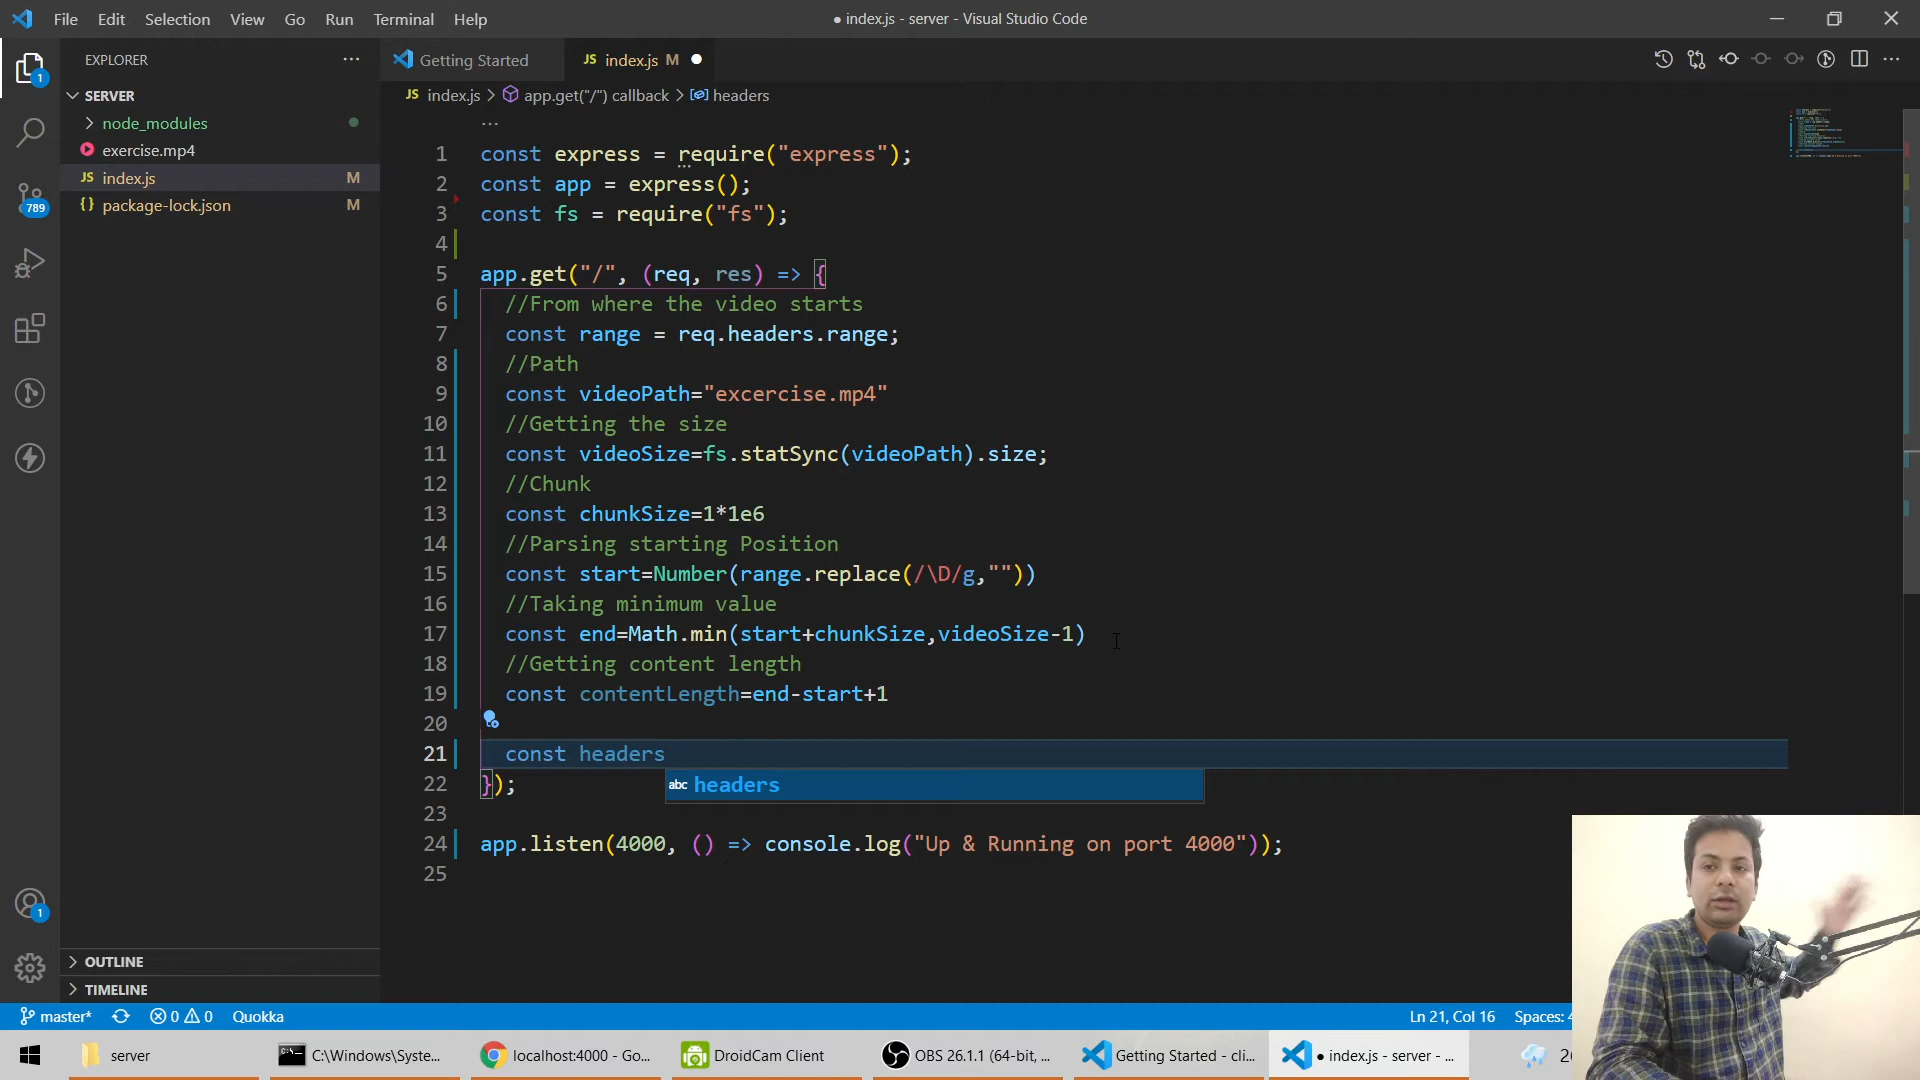 File Edit Selection View Go Run Terminal Help
● index.js - server - Visual Studio Code
EXPLORER
SERVER
node_modules
exercise.mp4
JS index.js M
{} package-lock.json M
OUTLINE
TIMELINE
1
789
1
Getting Started
JS index.js M ●
JS index.js > app.get("/") callback > headers
...
1 const express = require("express");
2 const app = express();
3 const fs = require("fs");
4
5 app.get("/", (req, res) => {
6 //From where the video starts
7 const range = req.headers.range;
8 //Path
9 const videoPath="excercise.mp4"
10 //Getting the size
11 const videoSize=fs.statSync(videoPath).size;
12 //Chunk
13 const chunkSize=1*1e6
14 //Parsing starting Position
15 const start=Number(range.replace(/\D/g,""))
16 //Taking minimum value
17 const end=Math.min(start+chunkSize,videoSize-1)
18 //Getting content length
19 const contentLength=end-start+1
20
21 const headers
abc headers
22 });
23
24 app.listen(4000, () => console.log("Up & Running on port 4000"));
25
master* 0 0 Quokka
Ln 21, Col 16 Spaces:
server
C:\Windows\Syste...
localhost:4000 - Go...
DroidCam Client
OBS 26.1.1 (64-bit, ...
Getting Started - cli...
● index.js - server - ...